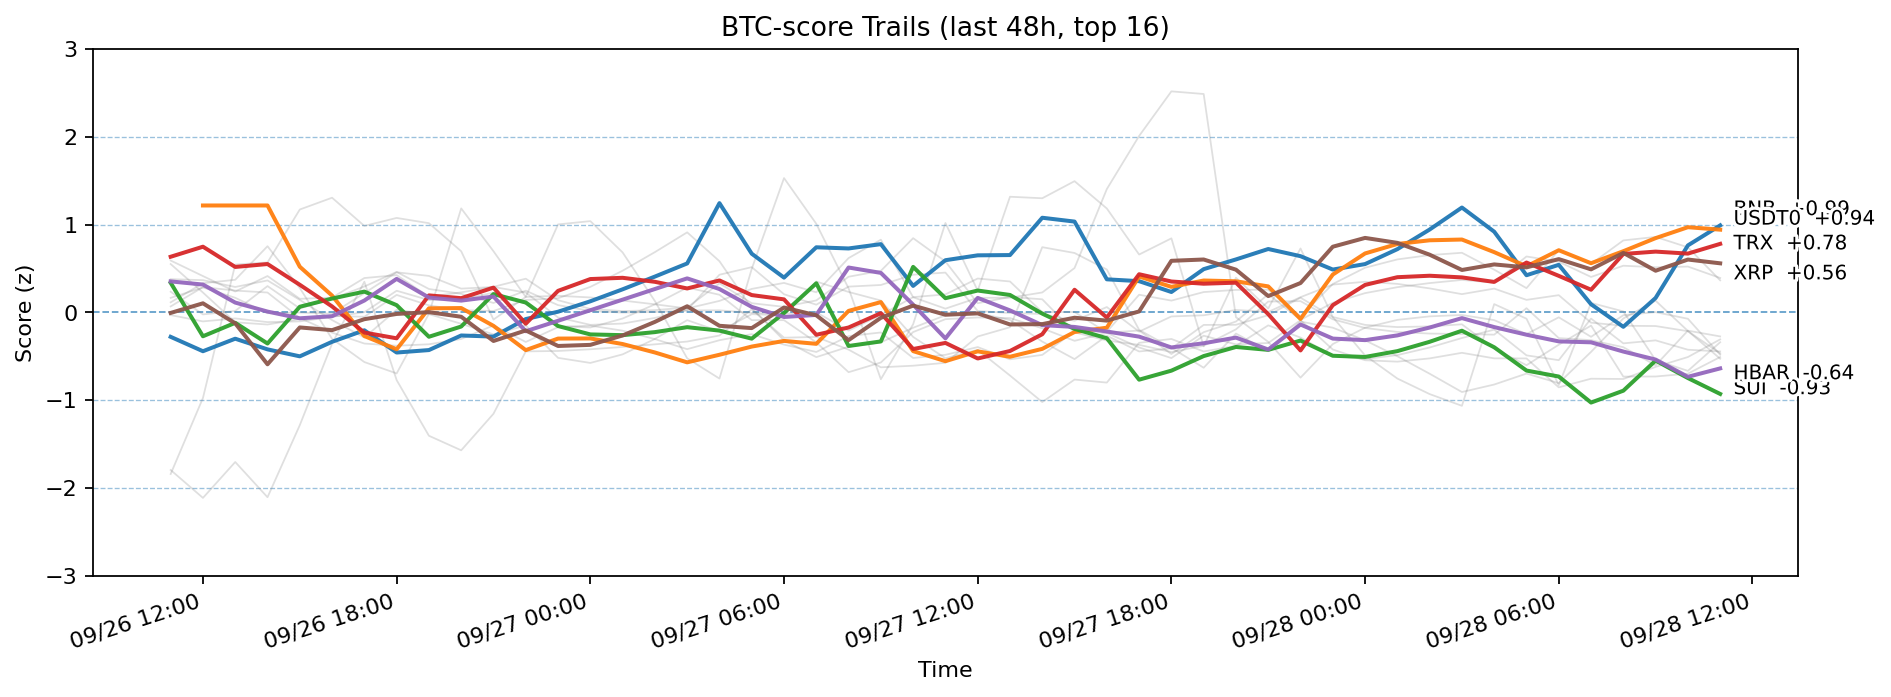 BTC-score Trails (last 48h, top 16)
Score (z)
3
2
1
0
−1
−2
−3
USDT0 +0.94
TRX +0.78
XRP +0.56
HBAR -0.64
SUI -0.93
09/26 12:00
09/26 18:00
09/27 00:00
09/27 06:00
09/27 12:00
09/27 18:00
09/28 00:00
09/28 06:00
09/28 12:00
Time